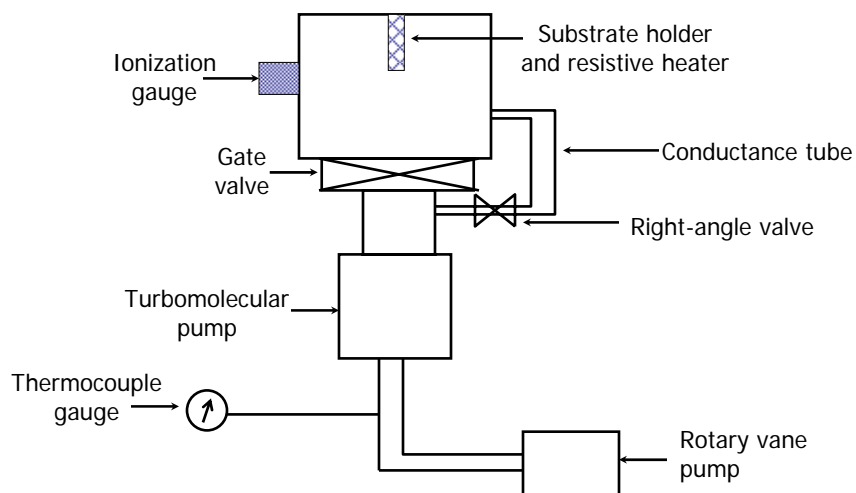 Substrate holder
and resistive heater
Ionization
gauge
Gate
valve
Conductance tube
Right-angle valve
Turbomolecular
pump
Thermocouple
gauge
Rotary vane
pump